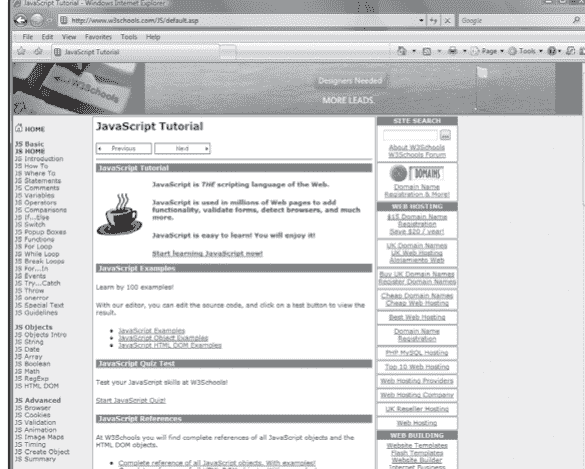 JavaScript Tutorial - Windows Internet Explorer
http://www.w3schools.com/JS/default.asp
Google
File Edit View Favorites Tools Help
JavaScript Tutorial
Page Tools
W3Schools
Designers Needed
MORE LEADS.
HOME
JS Basic
JS HOME
JS Introduction
JS How To
JS Where To
JS Statements
JS Comments
JS Variables
JS Operators
JS Comparisons
JS If...Else
JS Switch
JS Popup Boxes
JS Functions
JS For Loop
JS While Loop
JS Break Loops
JS For...In
JS Events
JS Try...Catch
JS Throw
JS onerror
JS Special Text
JS Guidelines
JS Objects
JS Objects Intro
JS String
JS Date
JS Array
JS Boolean
JS Math
JS RegExp
JS HTML DOM
JS Advanced
JS Browser
JS Cookies
JS Validation
JS Animation
JS Image Maps
JS Timing
JS Create Object
JS Summary
JavaScript Tutorial
Previous
Next
JavaScript Tutorial
JavaScript is THE scripting language of the Web.
JavaScript is used in millions of Web pages to add
functionality, validate forms, detect browsers, and much
more.
JavaScript is easy to learn! You will enjoy it!
Start learning JavaScript now!
JavaScript Examples
Learn by 100 examples!
With our editor, you can edit the source code, and click on a test button to view the
result.
JavaScript Examples
JavaScript Object Examples
JavaScript HTML DOM Examples
JavaScript Quiz Test
Test your JavaScript skills at W3Schools!
Start JavaScript Quiz!
JavaScript References
At W3Schools you will find complete references of all JavaScript objects and the
HTML DOM objects.
Complete reference of all JavaScript objects. With examples!
SITE SEARCH
About W3Schools
W3Schools Forum
DOMAINS
Domain Name
Registration & More!
WEB HOSTING
$15 Domain Name
Registration
Save $20 / year!
UK Domain Names
UK Web Hosting
Alojamiento Web
Buy UK Domain Names
Register Domain Names
Cheap Domain Names
Cheap Web Hosting
Best Web Hosting
Domain Name
Registration
PHP MySQL Hosting
Top 10 Web Hosting
Web Hosting Providers
Web Hosting Company
UK Reseller Hosting
Web Hosting
WEB BUILDING
Website Templates
Flash Templates
Website Builder
Internet Business